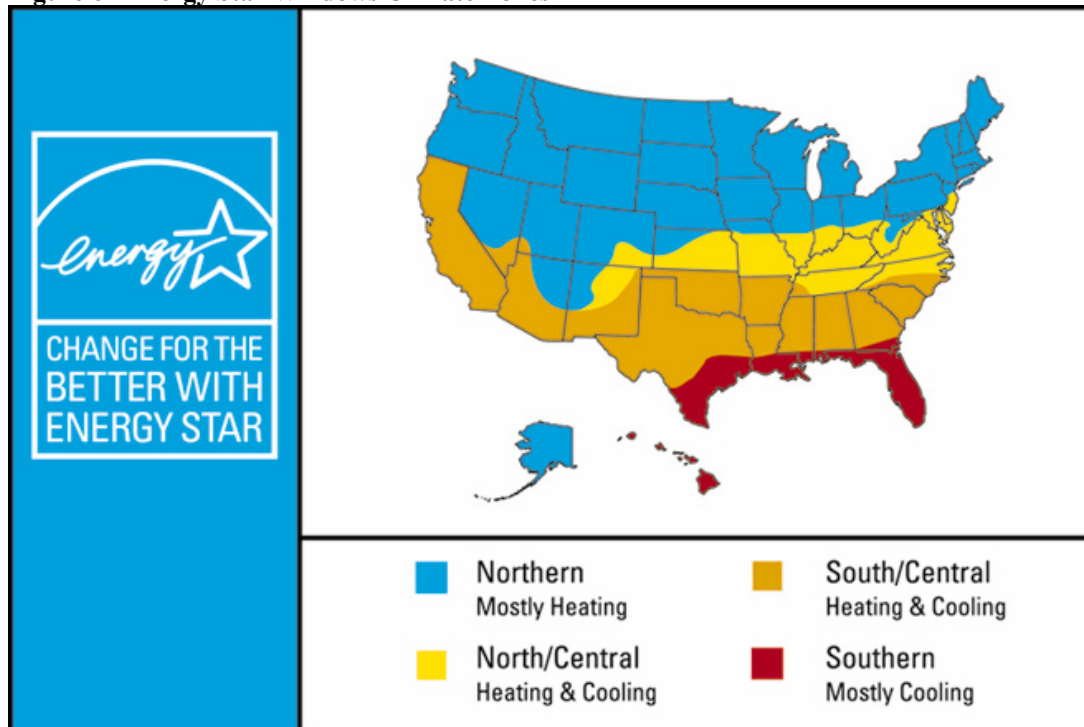 energy
CHANGE FOR THE
BETTER WITH
ENERGY STAR
Northern
Mostly Heating
North/Central
Heating & Cooling
South/Central
Heating & Cooling
Southern
Mostly Cooling